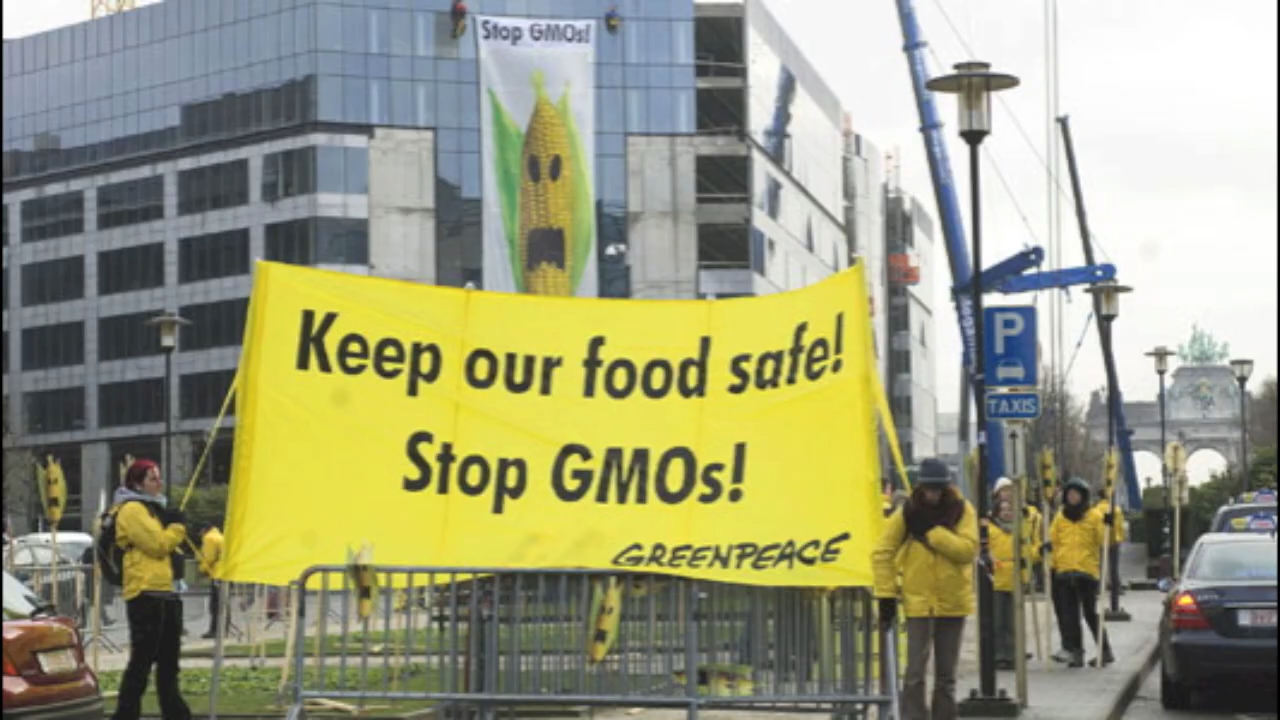 Stop GMOs!
Keep our food safe!
Stop GMOs!
GREENPEACE
P
TAXIS